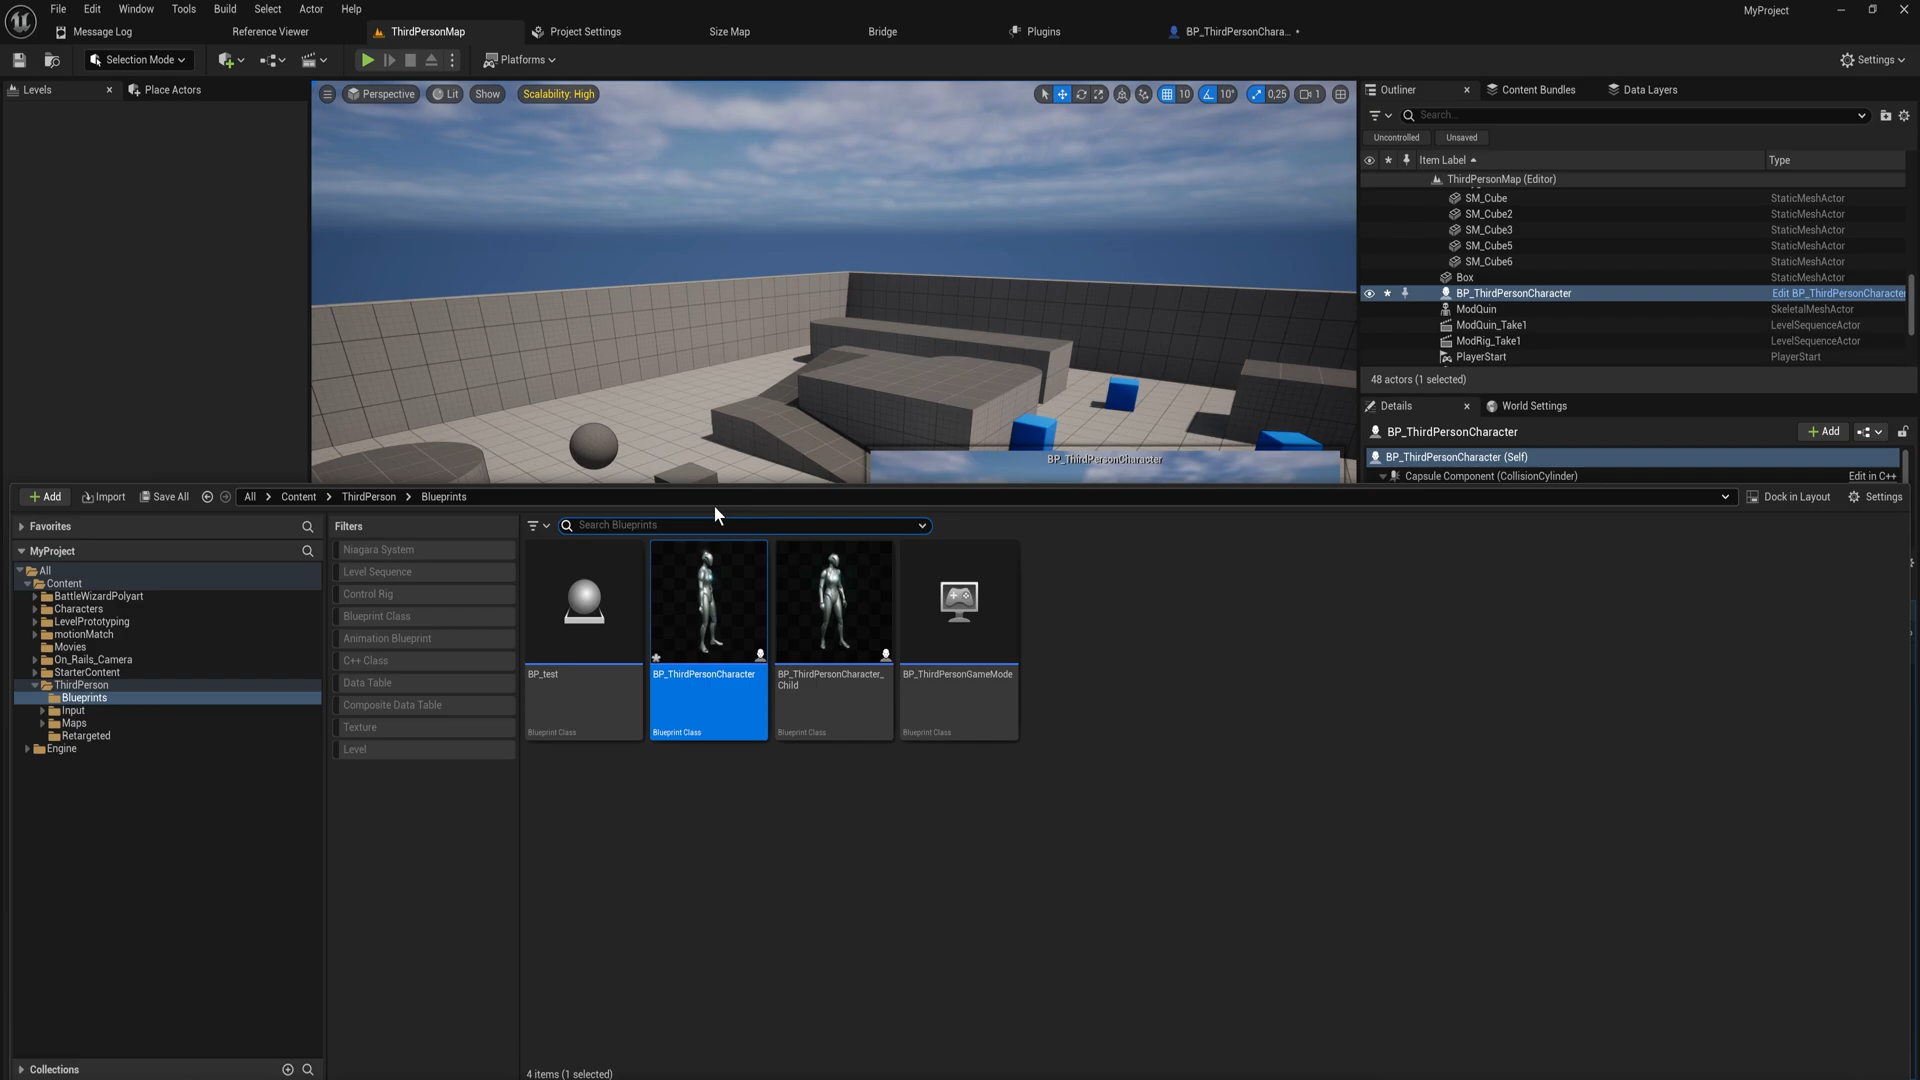 File Edit Window Tools Build Select Actor Help
MyProject
Message Log
Reference Viewer
ThirdPersonMap
Project Settings
Size Map
Bridge
Plugins
BP_ThirdPersonChara... •
Selection Mode
Platforms
Settings
Levels
Place Actors
Perspective
Lit
Show
Scalability: High
10
10°
0,25
1
Outliner
Content Bundles
Data Layers
Search...
Uncontrolled
Unsaved
Item Label
Type
ThirdPersonMap (Editor)
SM_Cube StaticMeshActor
SM_Cube2 StaticMeshActor
SM_Cube3 StaticMeshActor
SM_Cube5 StaticMeshActor
SM_Cube6 StaticMeshActor
Box StaticMeshActor
BP_ThirdPersonCharacter Edit BP_ThirdPersonCharacter
ModQuin SkeletalMeshActor
ModQuin_Take1 LevelSequenceActor
ModRig_Take1 LevelSequenceActor
PlayerStart PlayerStart
48 actors (1 selected)
Details
World Settings
BP_ThirdPersonCharacter
+ Add
BP_ThirdPersonCharacter (Self)
Capsule Component (CollisionCylinder) Edit in C++
BP_ThirdPersonCharacter
+ Add
Import
Save All
All > Content > ThirdPerson > Blueprints
Dock in Layout
Settings
Favorites
MyProject
All
Content
BattleWizardPolyart
Characters
LevelPrototyping
motionMatch
Movies
On_Rails_Camera
StarterContent
ThirdPerson
Blueprints
Input
Maps
Retargeted
Engine
Collections
Filters
Niagara System
Level Sequence
Control Rig
Blueprint Class
Animation Blueprint
C++ Class
Data Table
Composite Data Table
Texture
Level
Search Blueprints
BP_test
Blueprint Class
BP_ThirdPersonCharacter
Blueprint Class
BP_ThirdPersonCharacter_
Child
Blueprint Class
BP_ThirdPersonGameMode
Blueprint Class
4 items (1 selected)